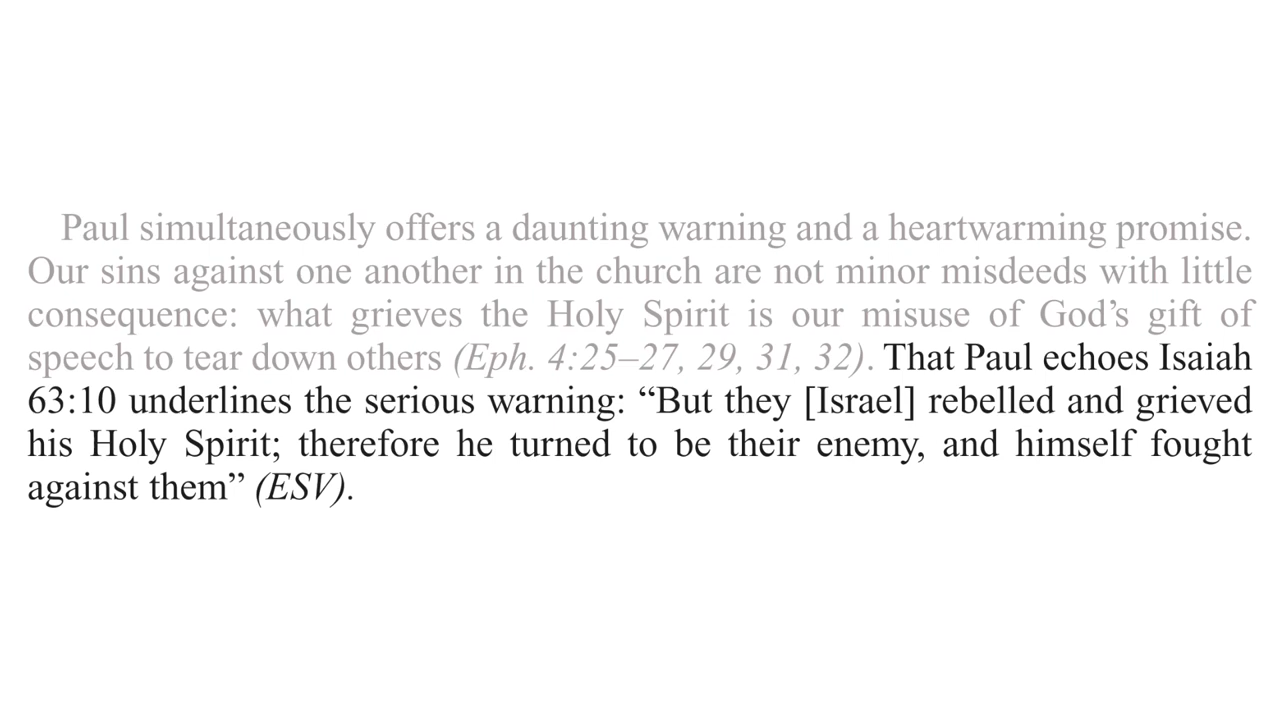 Paul simultaneously offers a daunting warning and a heartwarming promise.
Our sins against one another in the church are not minor misdeeds with little
consequence: what grieves the Holy Spirit is our misuse of God’s gift of
speech to tear down others (Eph. 4:25–27, 29, 31, 32). That Paul echoes Isaiah
63:10 underlines the serious warning: “But they [Israel] rebelled and grieved
his Holy Spirit; therefore he turned to be their enemy, and himself fought
against them” (ESV).